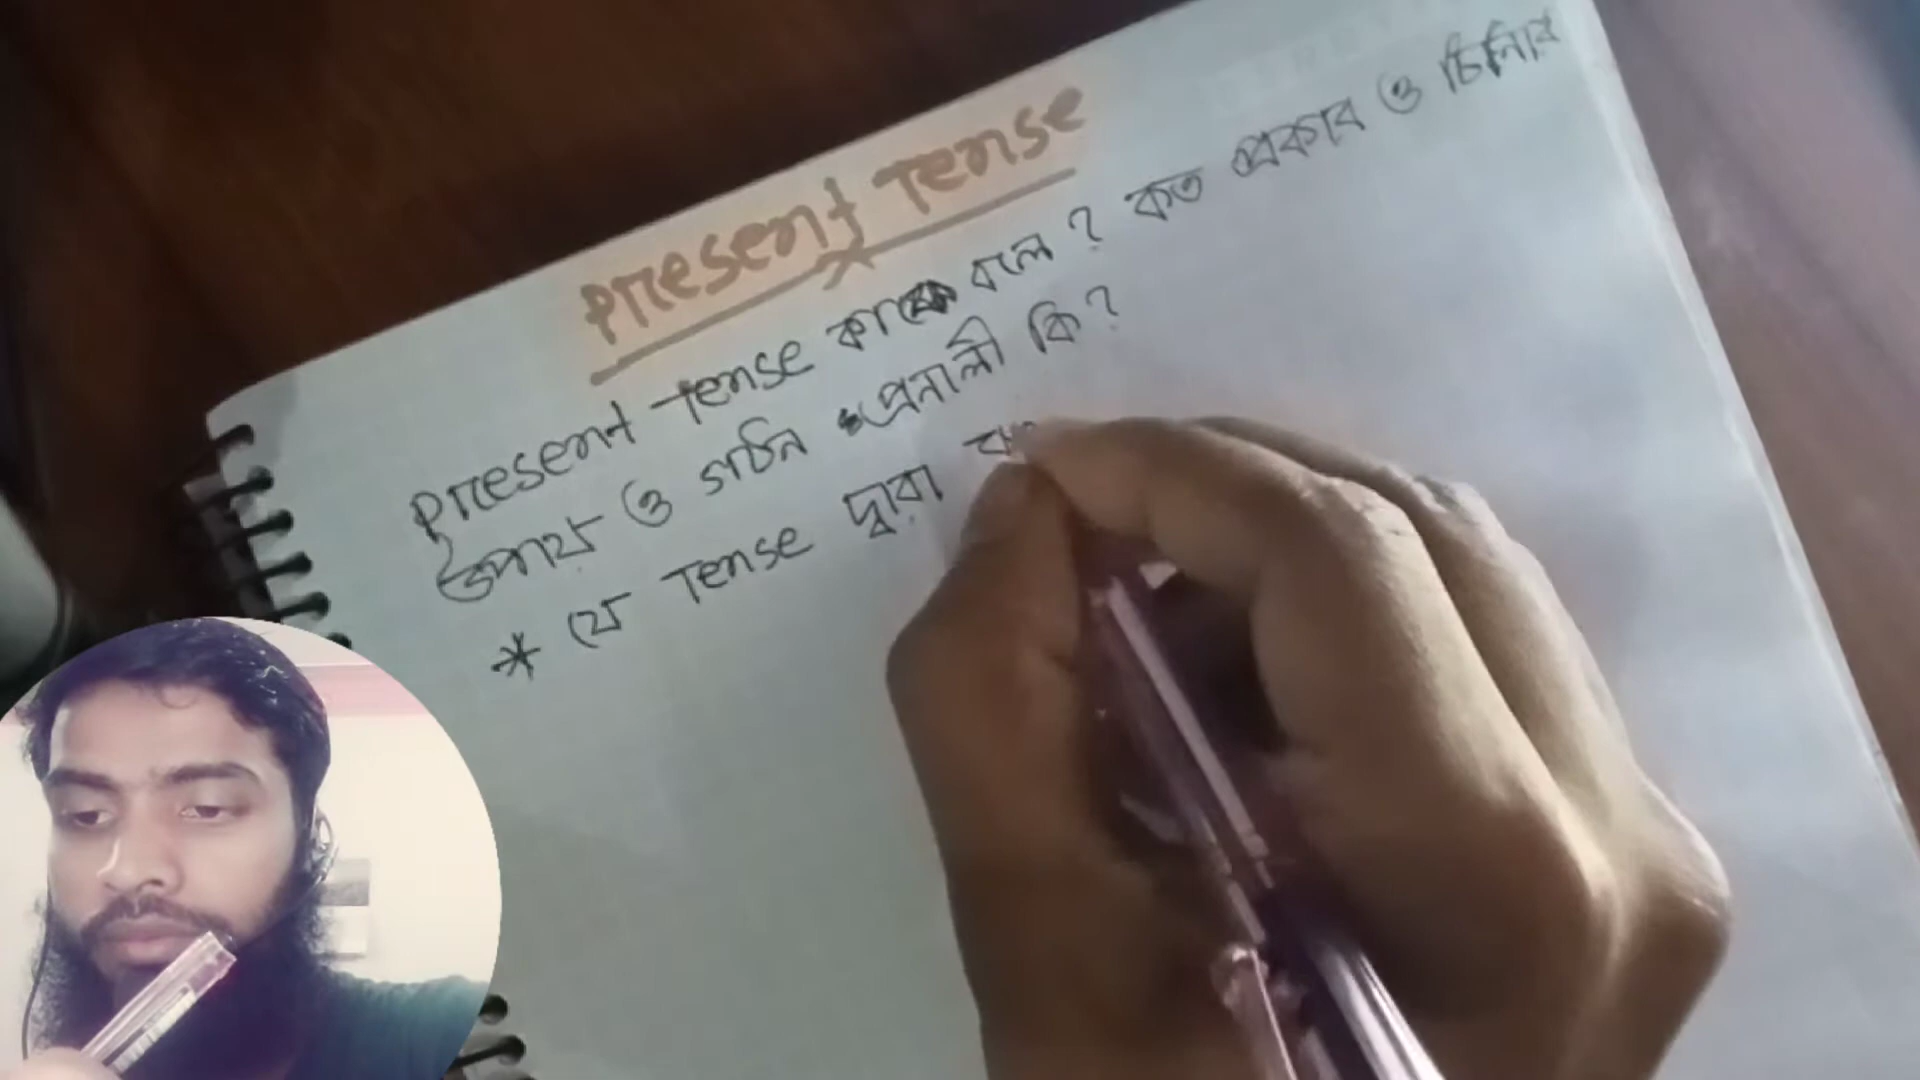 Present Tense
Present Tense কাকে বলে ? কত প্রকার ও চিনার
উপায় ও গঠন প্রনালী কি ?
* যে Tense দ্বারা